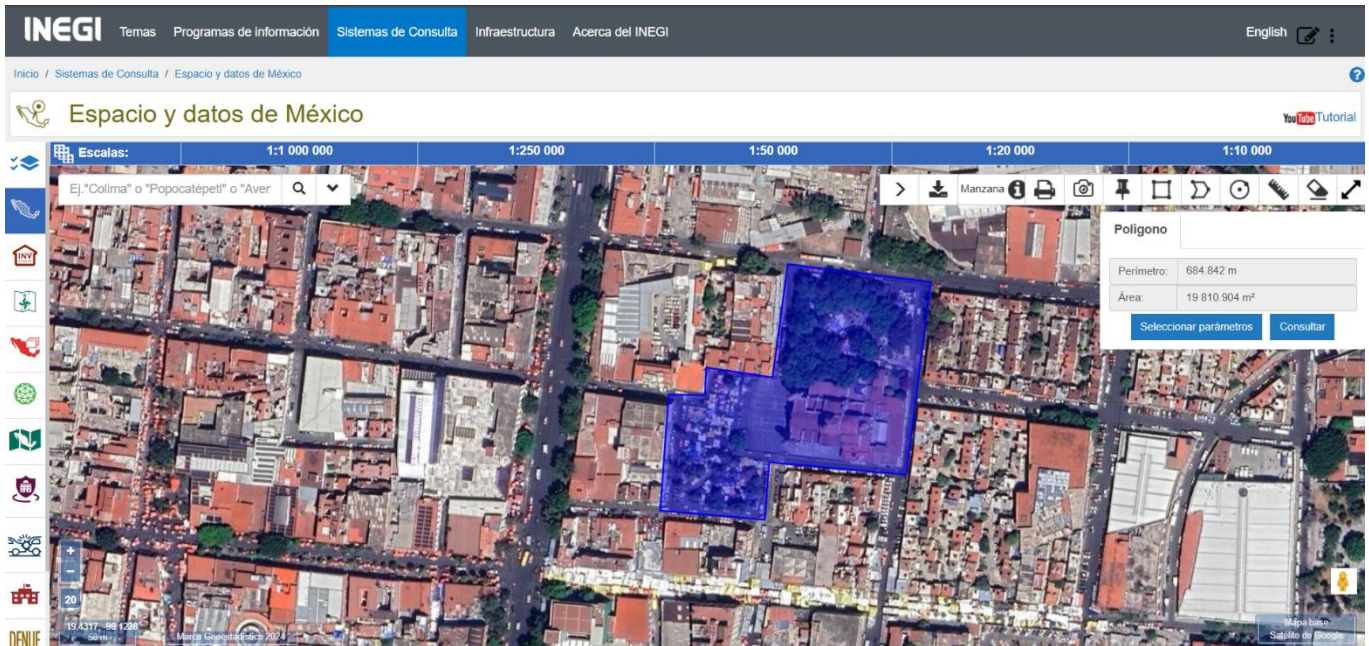 INEGI Temas Programas de información Sistemas de Consulta Infraestructura Acerca del INEGI English
Inicio / Sistemas de Consulta / Espacio y datos de México
Espacio y datos de México
YouTube Tutorial
Escalas: 1:1 000 000 1:250 000 1:50 000 1:20 000 1:10 000
Ej."Colima" o "Popocatépetl" o "Aver
Manzana
Polígono
Perímetro: 684.842 m
Área: 19 810.904 m²
Seleccionar parámetros Consultar
INV
+
−
20
19.4317,-99.1228
50 m
Marco Geoestadístico 2024
Mapa base
Satélite de Google
DENUE